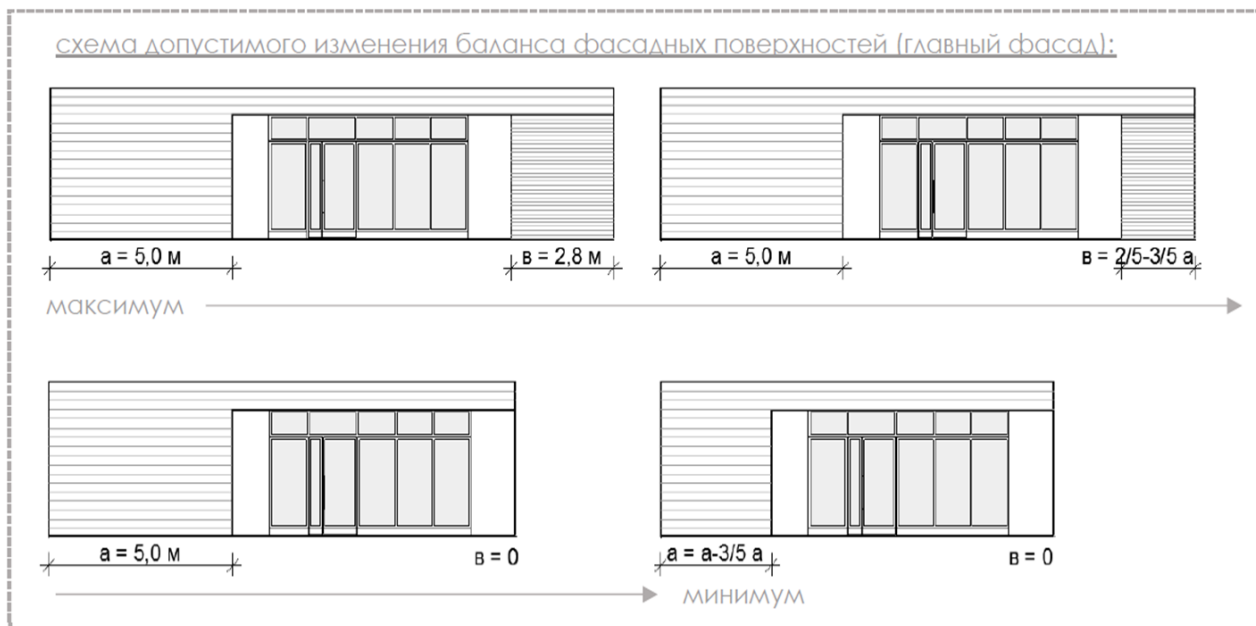 схема допустимого изменения баланса фасадных поверхностей (главный фасад):
а = 5,0 м
в = 2,8 м
а = 5,0 м
в = 2/5-3/5 а
максимум
а = 5,0 м
в = 0
а = а-3/5 а
в = 0
минимум